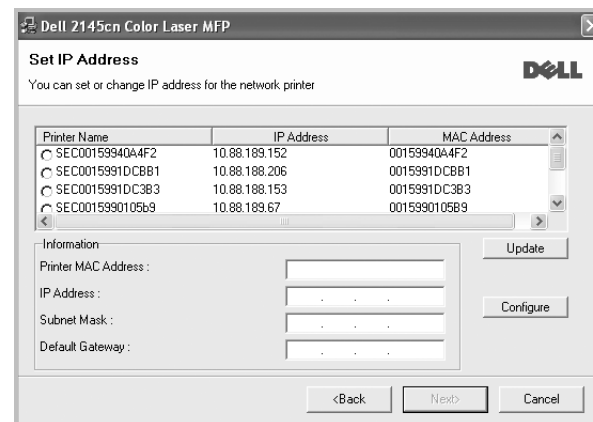 Dell 2145cn Color Laser MFP
Set IP Address
You can set or change IP address for the network printer
DELL
Printer Name IP Address MAC Address
SEC00159940A4F2 10.88.189.152 00159940A4F2
SEC0015991DCBB1 10.88.188.206 0015991DCBB1
SEC0015991DC3B3 10.88.188.153 0015991DC3B3
SEC0015990105b9 10.88.189.67 0015990105B9
Information
Update
Printer MAC Address :
IP Address :
Configure
Subnet Mask :
Default Gateway :
<Back Next> Cancel